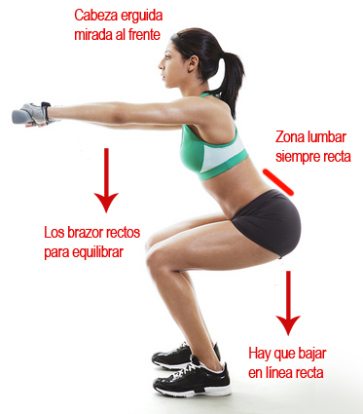 Cabeza erguida
mirada al frente
Zona lumbar
siempre recta
Los brazor rectos
para equilibrar
Hay que bajar
en línea recta